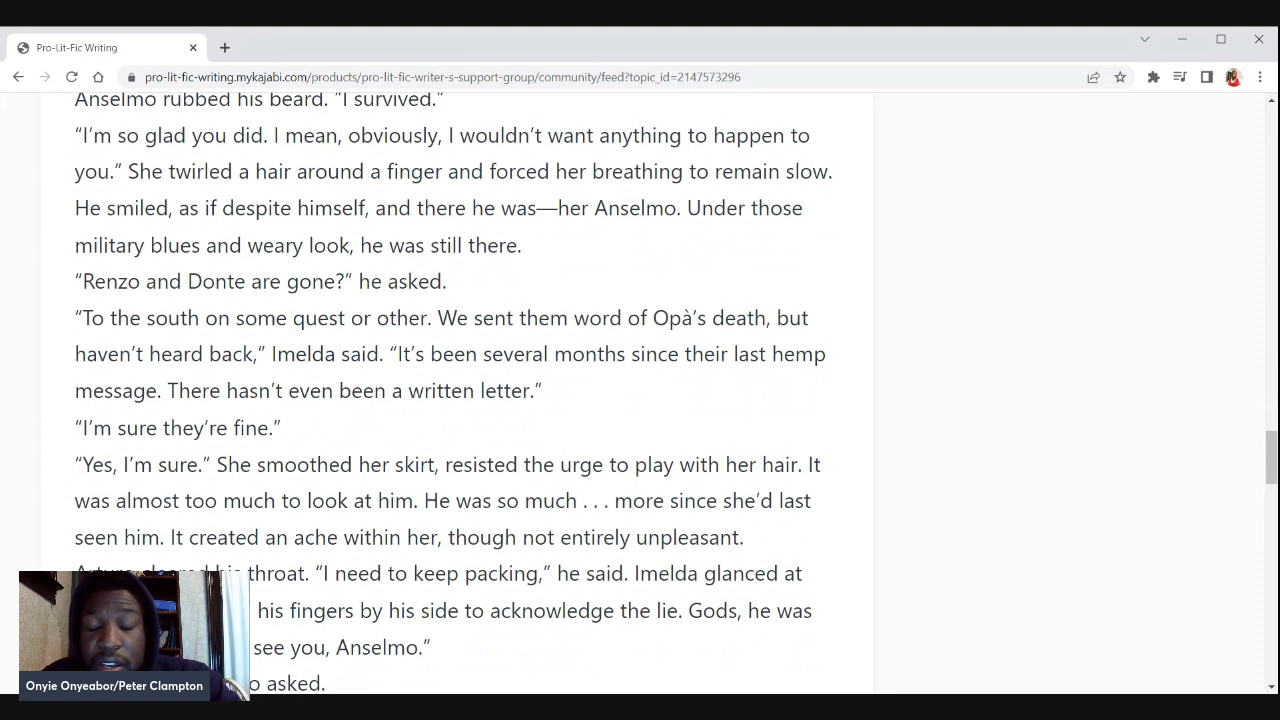 Pro-Lit-Fic Writing
pro-lit-fic-writing.mykajabi.com/products/pro-lit-fic-writer-s-support-group/community/feed?topic_id=2147573296
Anselmo rubbed his beard. “I survived.”
“I’m so glad you did. I mean, obviously, I wouldn’t want anything to happen to
you.” She twirled a hair around a finger and forced her breathing to remain slow.
He smiled, as if despite himself, and there he was—her Anselmo. Under those
military blues and weary look, he was still there.
“Renzo and Donte are gone?” he asked.
“To the south on some quest or other. We sent them word of Opà’s death, but
haven’t heard back,” Imelda said. “It’s been several months since their last hemp
message. There hasn’t even been a written letter.”
“I’m sure they’re fine.”
“Yes, I’m sure.” She smoothed her skirt, resisted the urge to play with her hair. It
was almost too much to look at him. He was so much . . . more since she’d last
seen him. It created an ache within her, though not entirely unpleasant.
throat. “I need to keep packing,” he said. Imelda glanced at
his fingers by his side to acknowledge the lie. Gods, he was
see you, Anselmo.”
asked.
Onyie Onyeabor/Peter Clampton